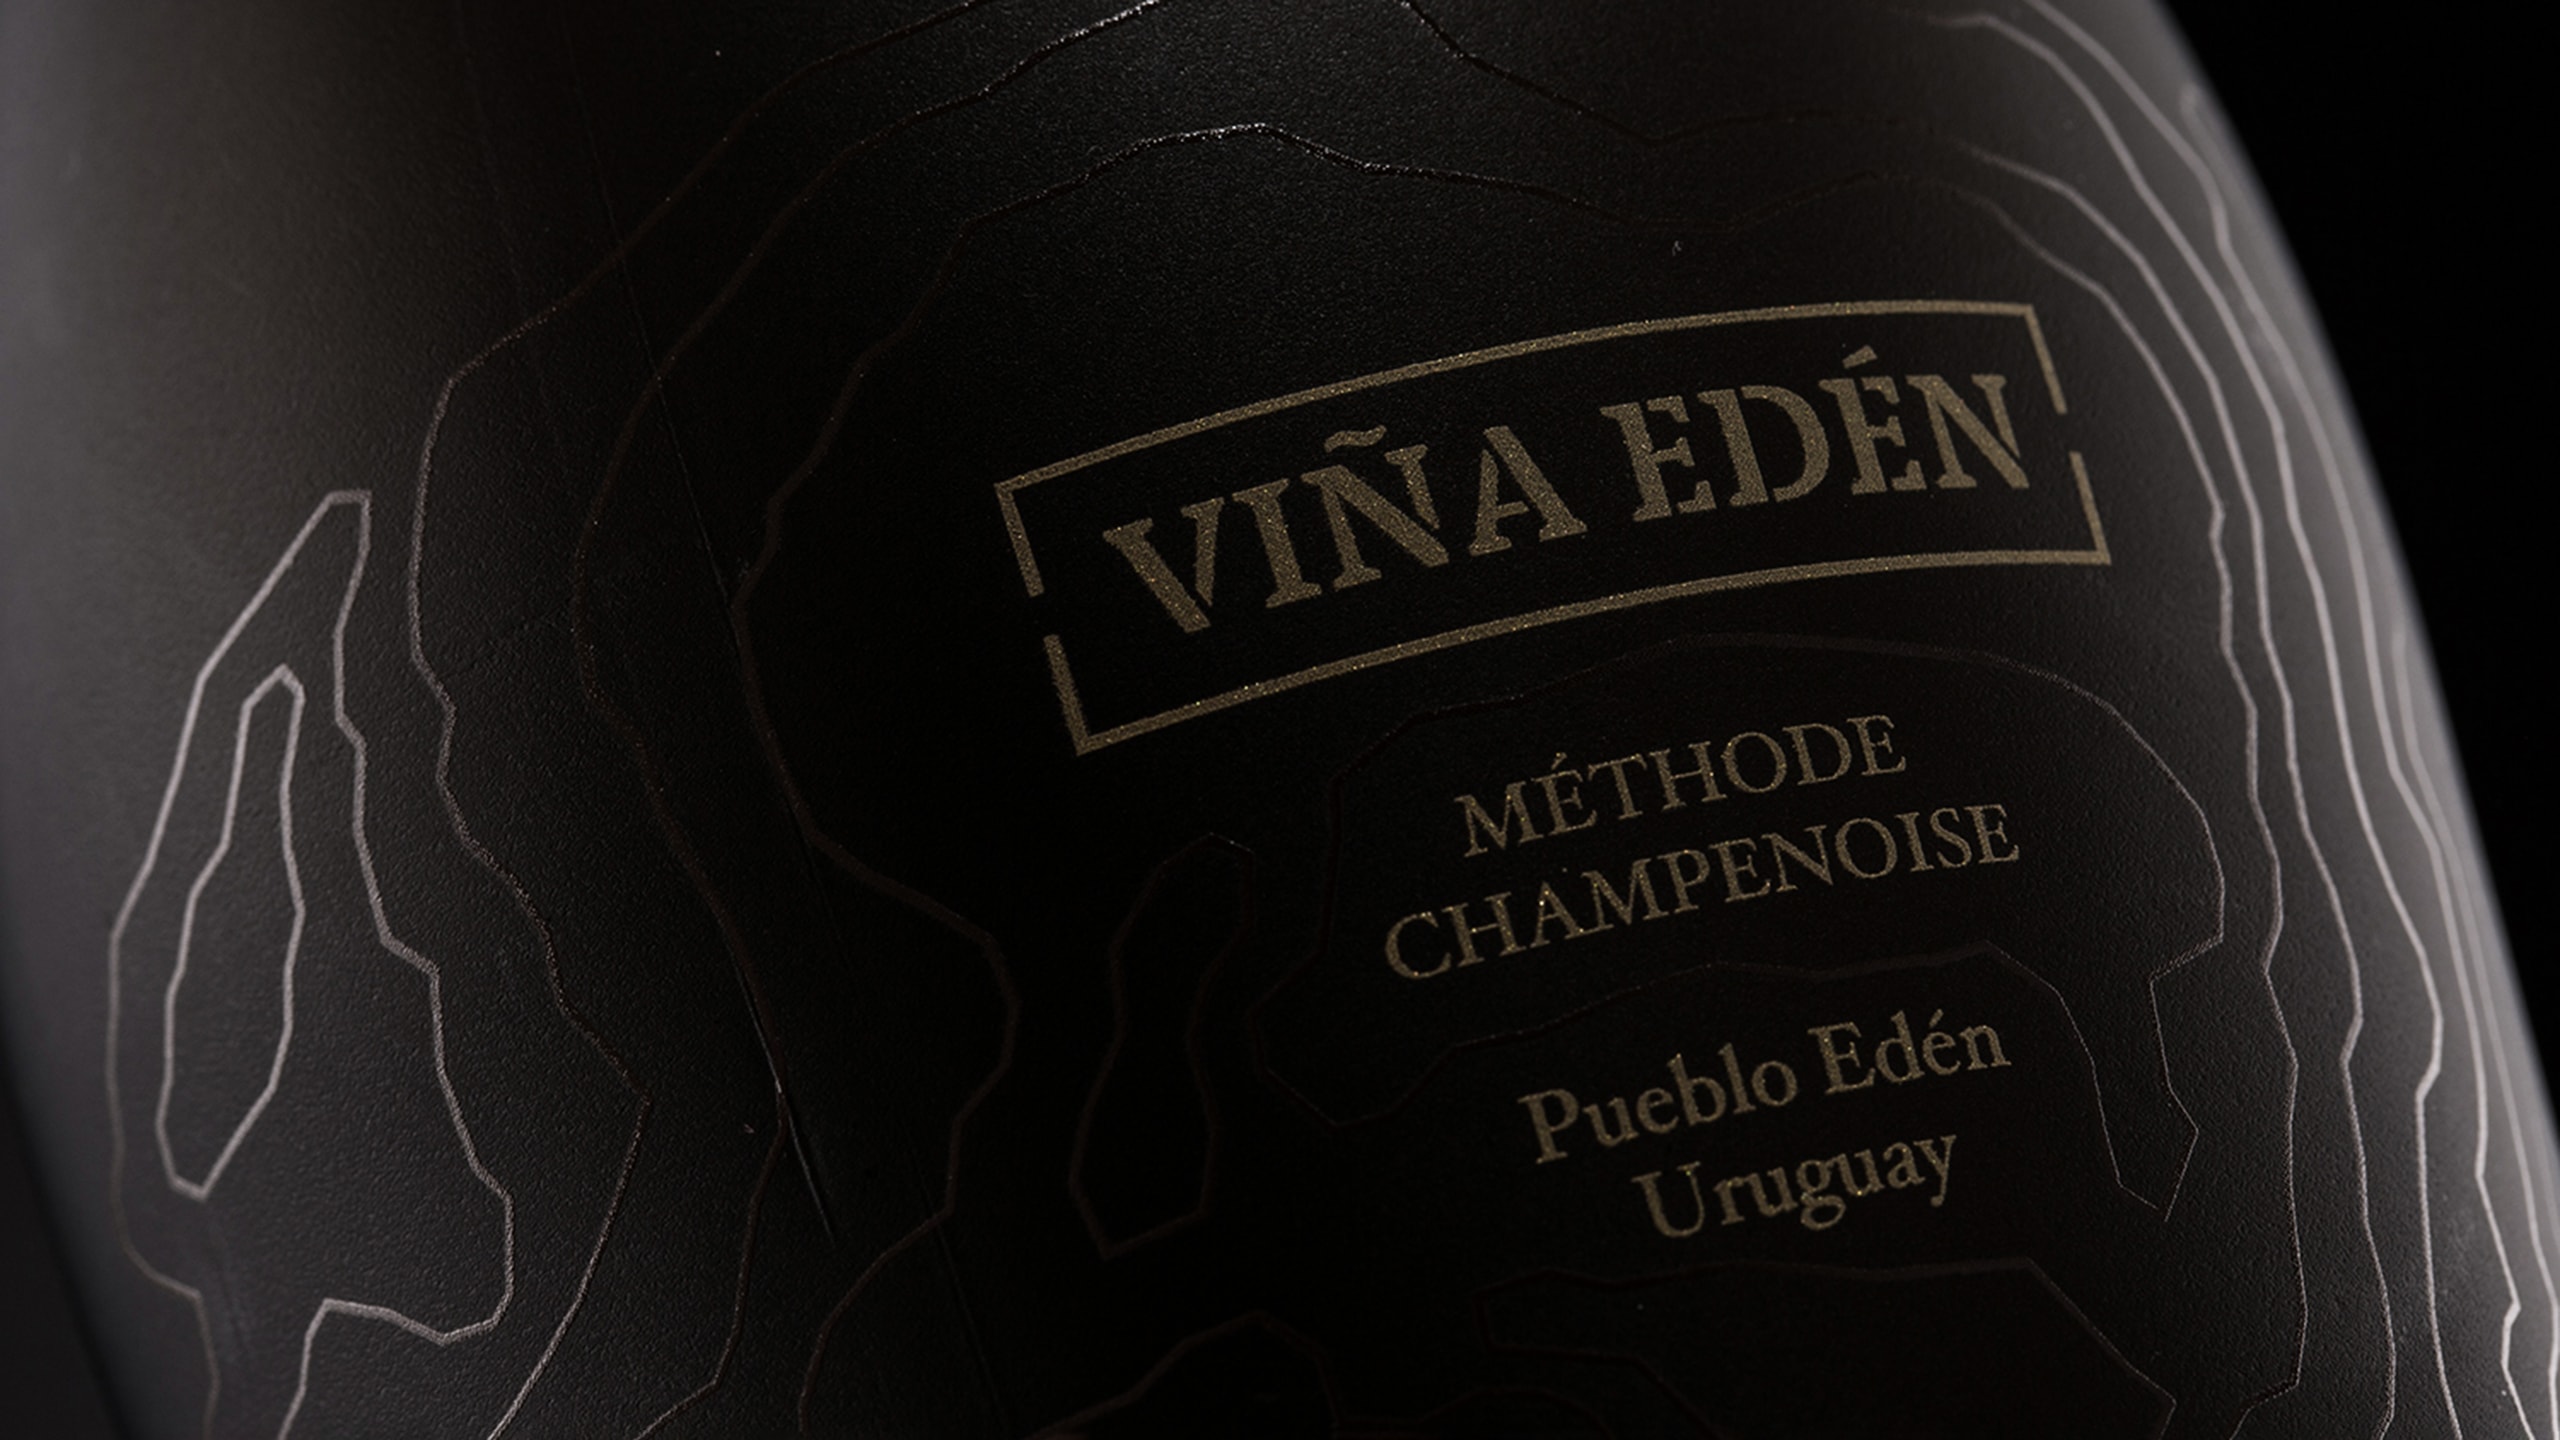 VIÑA EDÉN
MÉTHODE
CHAMPENOISE
Pueblo Edén
Uruguay